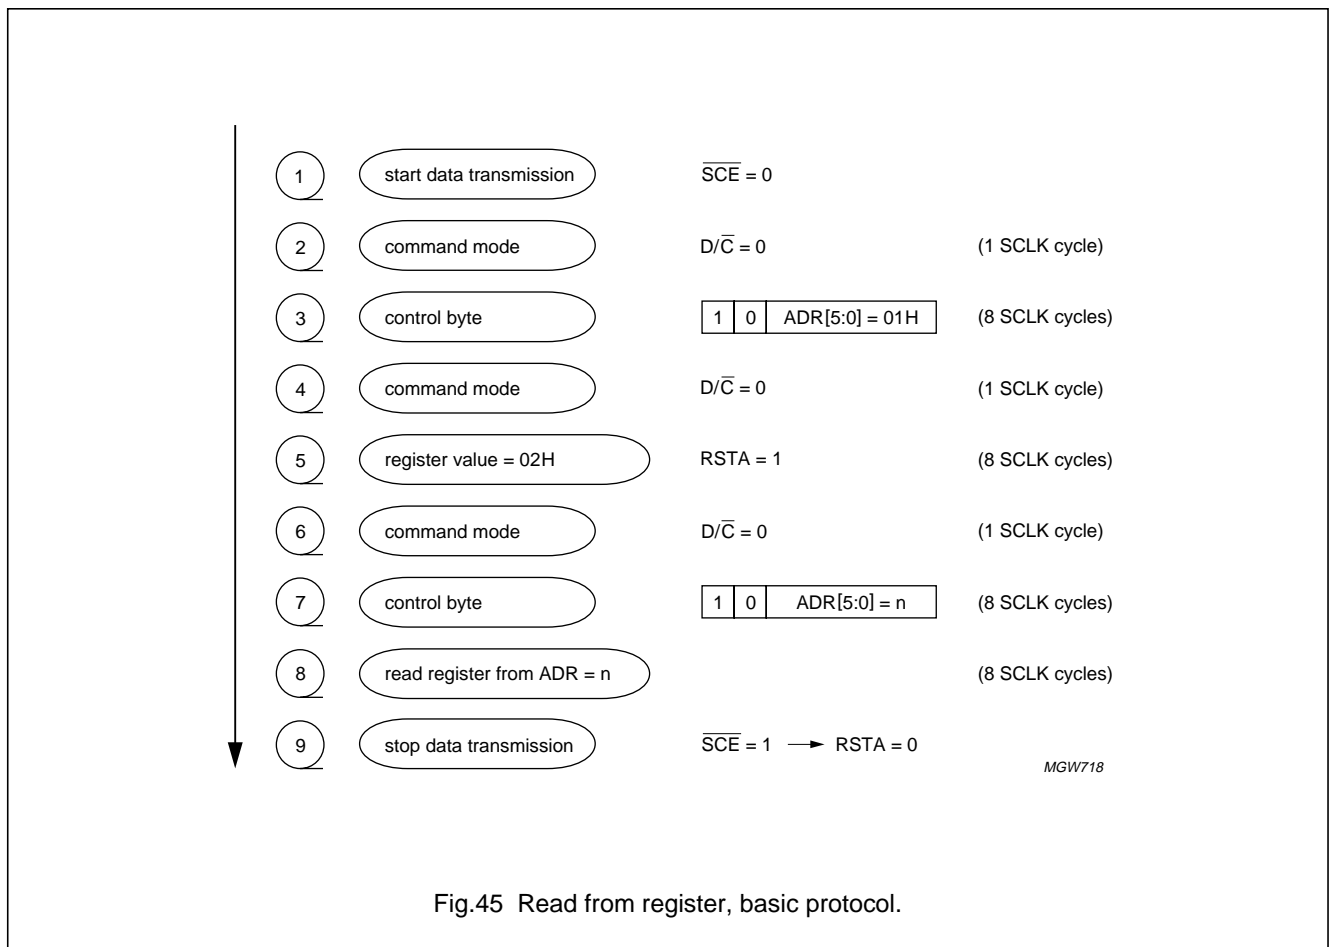 1 start data transmission SCE = 0
2 command mode D/C = 0 (1 SCLK cycle)
3 control byte 1 0 ADR[5:0] = 01H (8 SCLK cycles)
4 command mode D/C = 0 (1 SCLK cycle)
5 register value = 02H RSTA = 1 (8 SCLK cycles)
6 command mode D/C = 0 (1 SCLK cycle)
7 control byte 1 0 ADR[5:0] = n (8 SCLK cycles)
8 read register from ADR = n (8 SCLK cycles)
9 stop data transmission SCE = 1 → RSTA = 0
MGW718
Fig.45 Read from register, basic protocol.